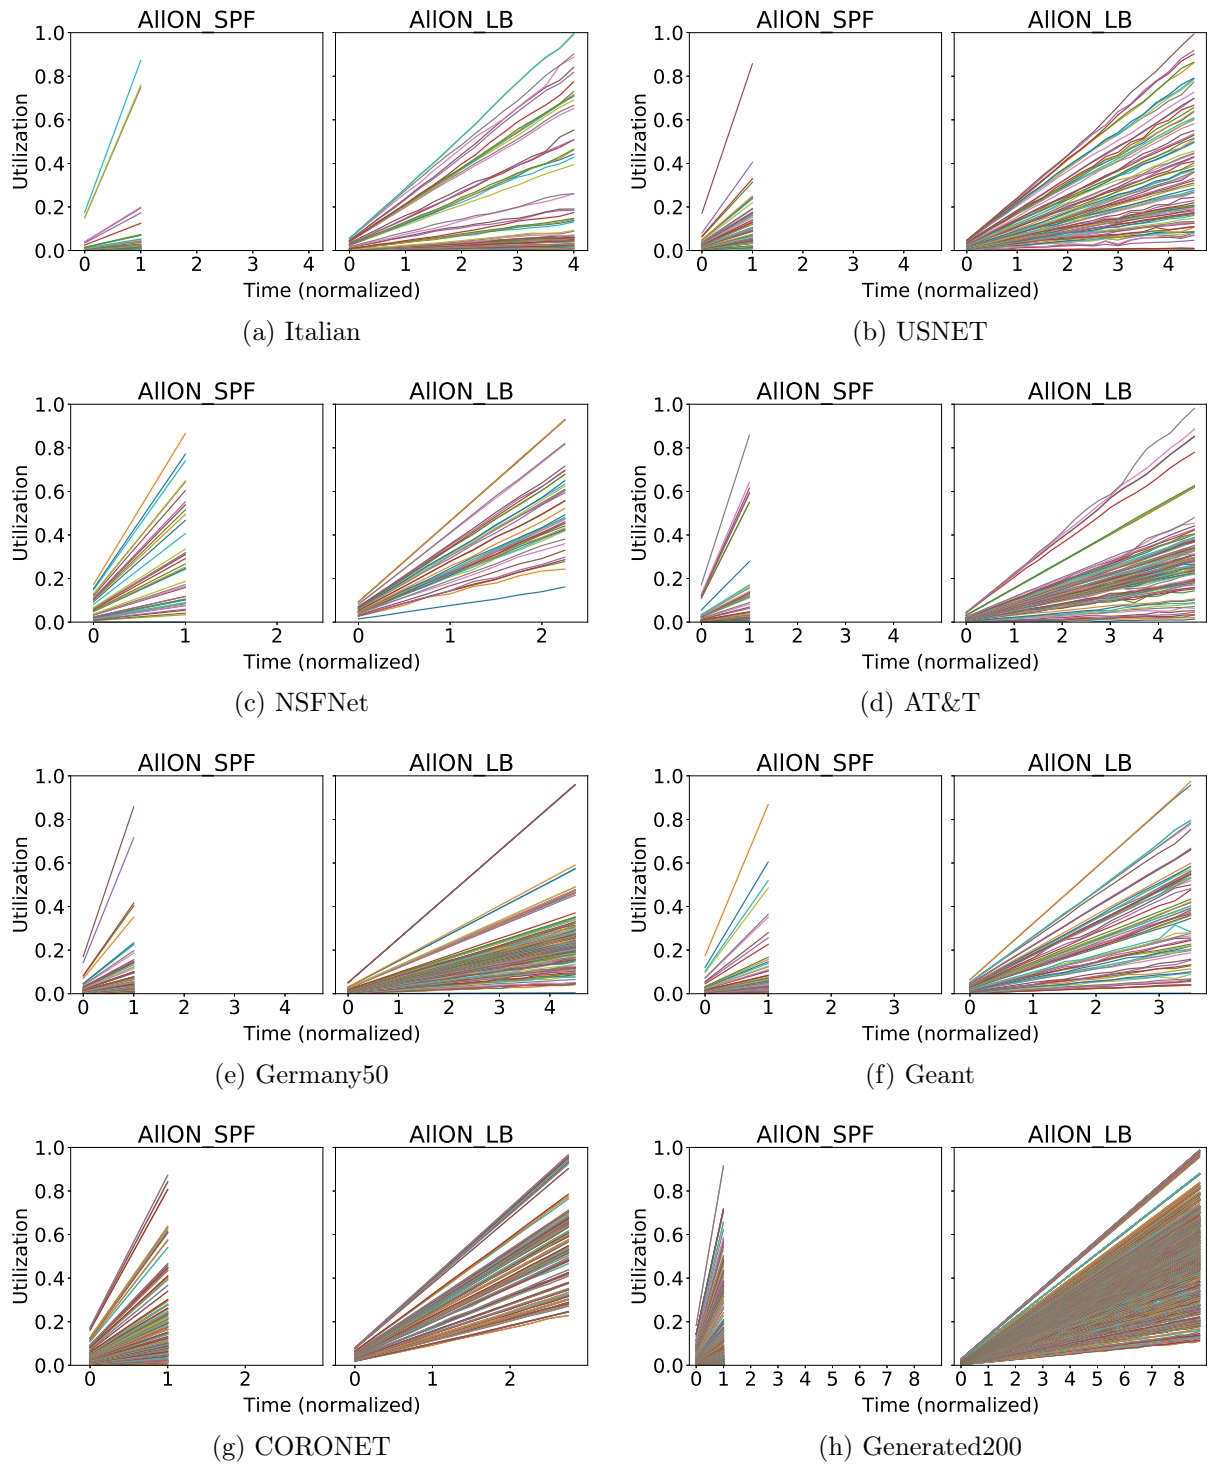 AllON_SPF AllON_LB AllON_SPF AllON_LB
1.0 1.0
0.8 0.8
0.6 0.6
0.4 0.4
0.2 0.2
0.0 0.0
Utilization Utilization
0 1 2 3 4 0 1 2 3 4 0 1 2 3 4 0 1 2 3 4
Time (normalized) Time (normalized)
(a) Italian (b) USNET
AllON_SPF AllON_LB AllON_SPF AllON_LB
1.0 1.0
0.8 0.8
0.6 0.6
0.4 0.4
0.2 0.2
0.0 0.0
Utilization Utilization
0 1 2 0 1 2 0 1 2 3 4 0 1 2 3 4
Time (normalized) Time (normalized)
(c) NSFNet (d) AT&T
AllON_SPF AllON_LB AllON_SPF AllON_LB
1.0 1.0
0.8 0.8
0.6 0.6
0.4 0.4
0.2 0.2
0.0 0.0
Utilization Utilization
0 1 2 3 4 0 1 2 3 4 0 1 2 3 0 1 2 3
Time (normalized) Time (normalized)
(e) Germany50 (f) Geant
AllON_SPF AllON_LB AllON_SPF AllON_LB
1.0 1.0
0.8 0.8
0.6 0.6
0.4 0.4
0.2 0.2
0.0 0.0
Utilization Utilization
0 1 2 0 1 2 0 1 2 3 4 5 6 7 8 0 1 2 3 4 5 6 7 8
Time (normalized) Time (normalized)
(g) CORONET (h) Generated200